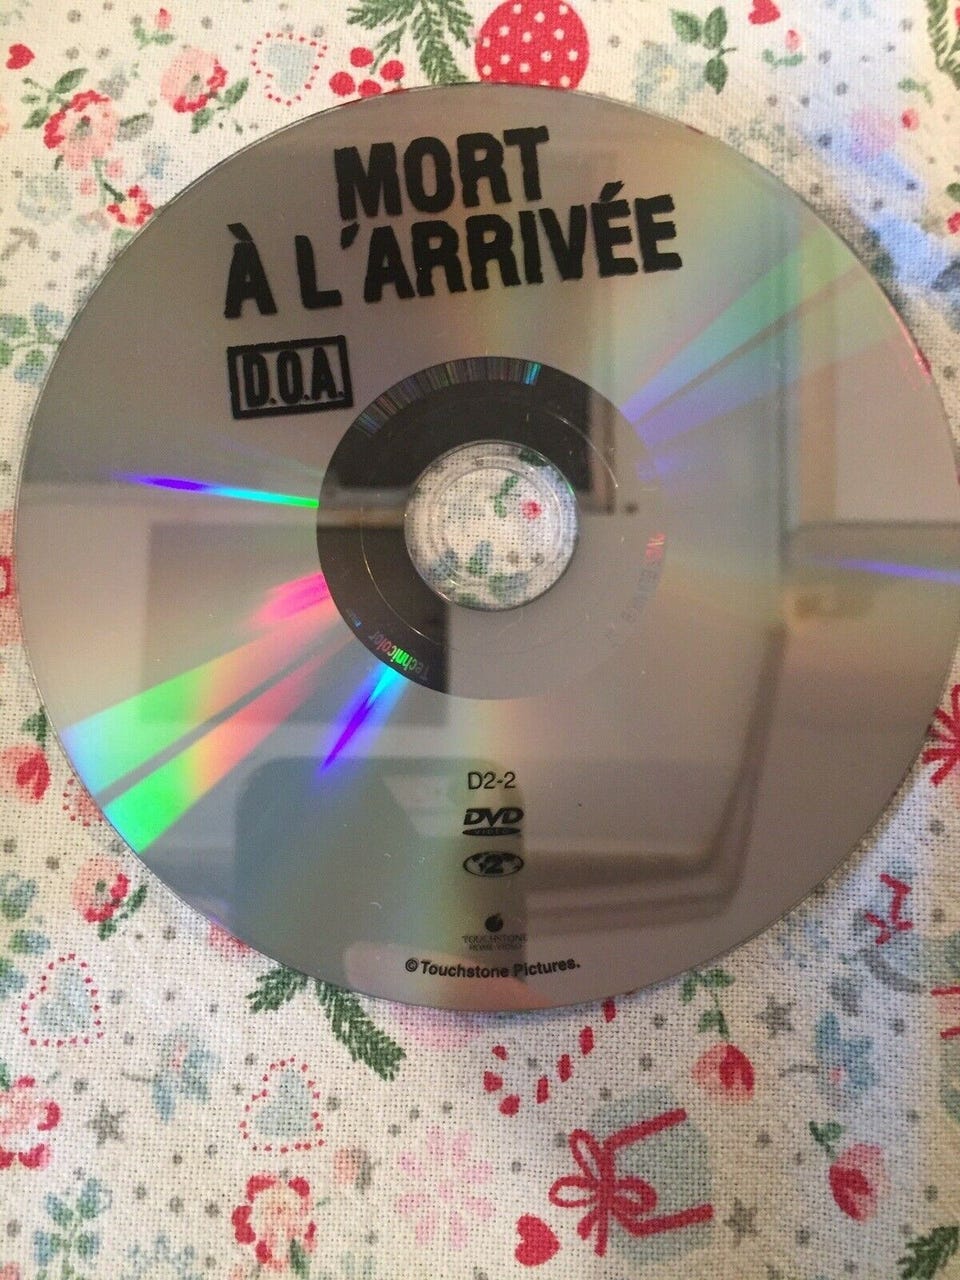 MORT
À L'ARRIVÉE
D.O.A.
Technicolor
D2-2
DVD
VIDEO
2
TOUCHSTONE
HOME VIDEO
© Touchstone Pictures.